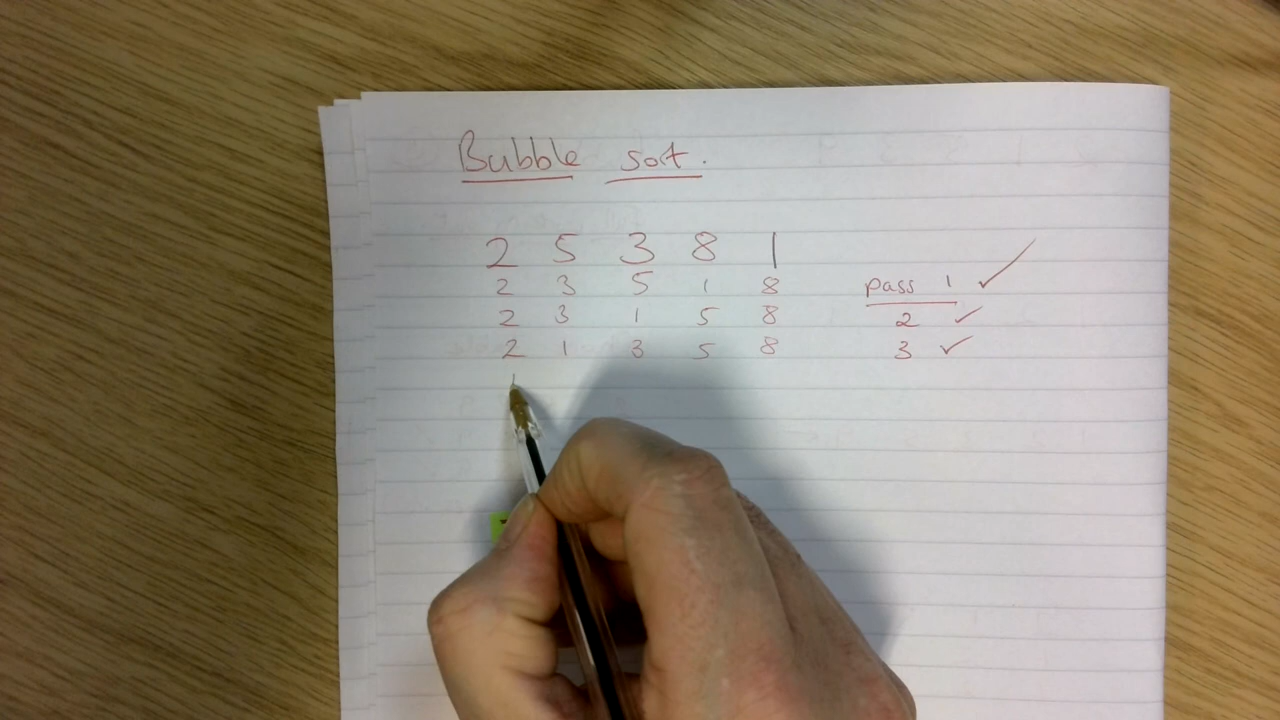 Bubble sort.
2 5 3 8 1
2 3 5 1 8 pass 1 ✓
2 3 1 5 8 2 ✓
2 1 3 5 8 3 ✓
1